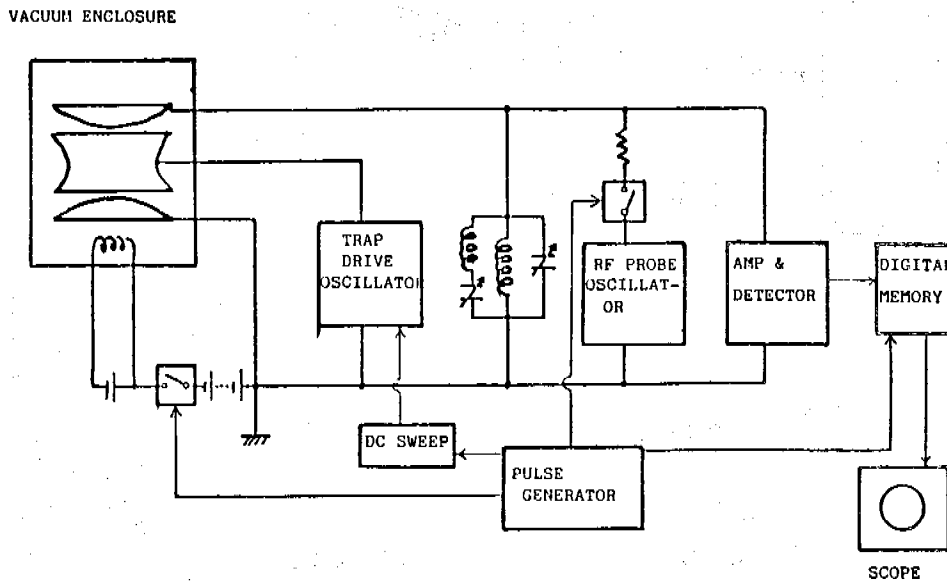 VACUUM ENCLOSURE
TRAP
DRIVE
OSCILLATOR
RF PROBE
OSCILLAT-
OR
AMP &
DETECTOR
DIGITAL
MEMORY
DC SWEEP
PULSE
GENERATOR
SCOPE